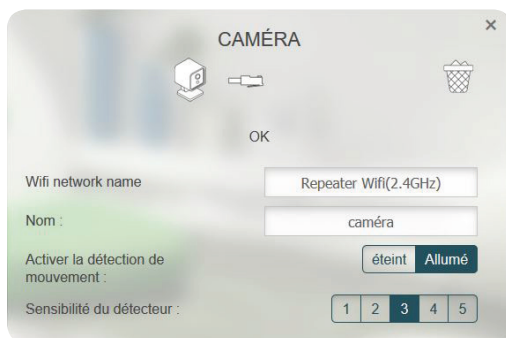 CAMÉRA
×
OK
Wifi network name
Repeater Wifi(2.4GHz)
Nom :
caméra
Activer la détection de
mouvement :
éteint Allumé
Sensibilité du détecteur :
1 2 3 4 5